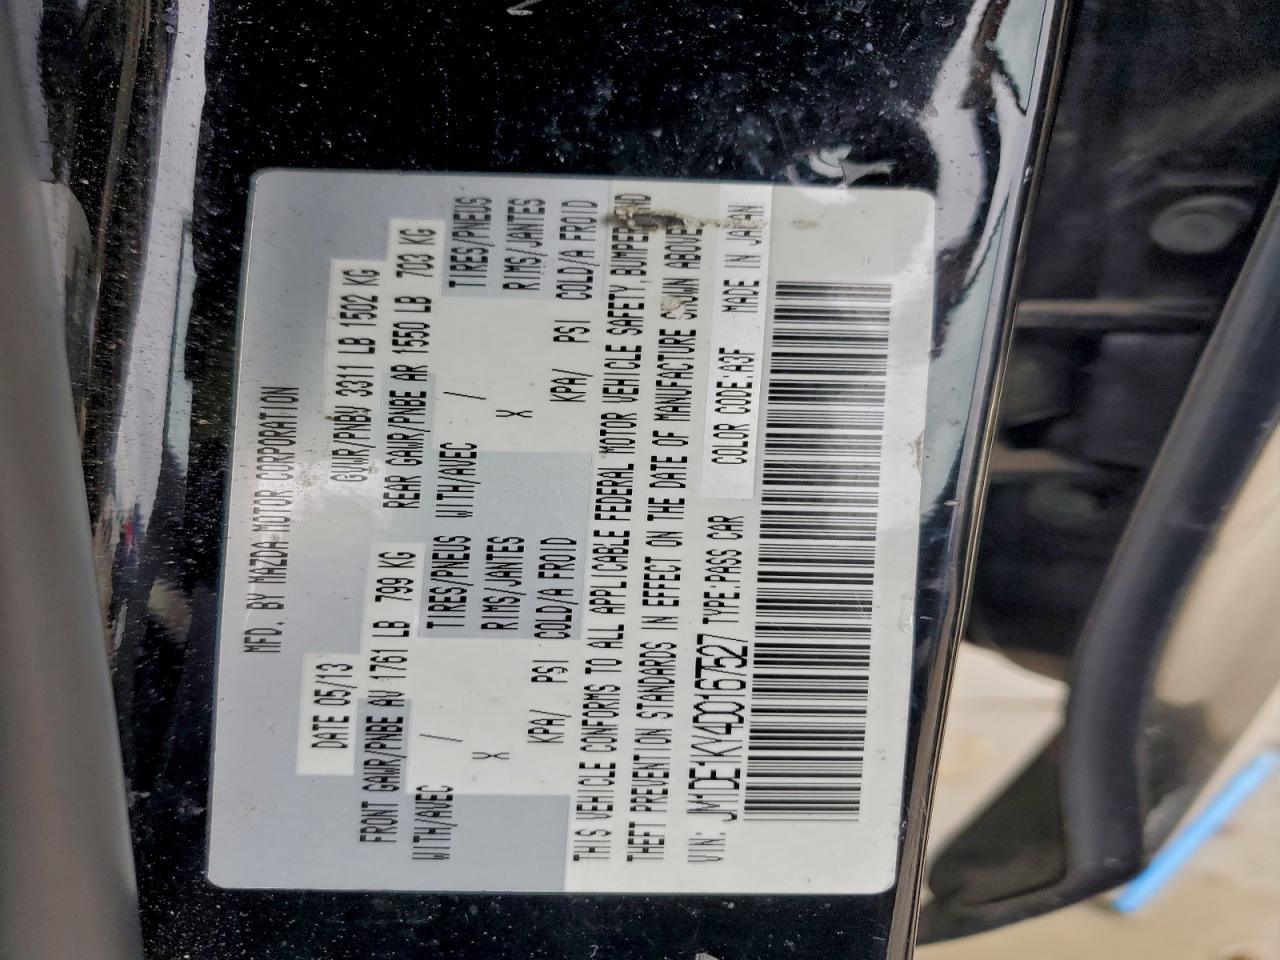 MFD. BY MAZDA MOTOR CORPORATION
DATE 05/13 GVWR/PNBV 3311 LB 1502 KG
FRONT GAWR/PNBE AV 1761 LB 799 KG REAR GAWR/PNBE AR 1550 LB 703 KG
WITH/AVEC / TIRES/PNEUS WITH/AVEC / TIRES/PNEUS
X RIMS/JANTES X RIMS/JANTES
KPA/ PSI COLD/A FROID KPA/ PSI COLD/A FROID
THIS VEHICLE CONFORMS TO ALL APPLICABLE FEDERAL MOTOR VEHICLE SAFETY, BUMPER AND
THEFT PREVENTION STANDARDS IN EFFECT ON THE DATE OF MANUFACTURE SHOWN ABOVE
VIN: JM1DE1KY4D0167527 TYPE:PASS CAR COLOR CODE:A3F MADE IN JAPAN